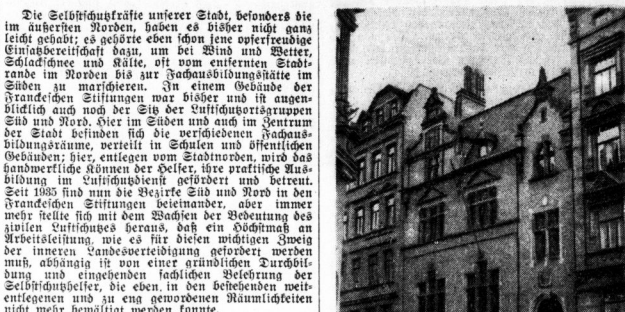 Die Selbstschutzkräfte unserer Stadt, besonders die
im äußersten Norden, haben es bisher nicht ganz
leicht gehabt; es gehörte eben schon jene opferfreudige
Einsatzbereitschaft dazu, um bei Wind und Wetter,
Schlackschnee und Kälte, oft vom entfernten Stadt-
rande im Norden bis zur Fachausbildungsstätte im
Süden zu marschieren. In einem Gebäude der
Franckeschen Stiftungen war bisher und ist augen-
blicklich auch noch der Sitz der Luftschutzortsgruppen
Süd und Nord. Hier im Süden und auch im Zentrum
der Stadt befinden sich die verschiedenen Fachaus-
bildungsräume, verteilt in Schulen und öffentlichen
Gebäuden; hier, entlegen vom Stadtnorden, wird das
handwerkliche Können der Helfer, ihre praktische Aus-
bildung im Luftschutzdienst gefördert und betreut.
Seit 1935 sind nun die Bezirke Süd und Nord in den
Franckeschen Stiftungen beieinander, aber immer
mehr stellte sich mit dem Wachsen der Bedeutung des
zivilen Luftschutzes heraus, daß ein Höchstmaß an
Arbeitsleistung, wie es für diesen wichtigen Zweig
der inneren Landesverteidigung gefordert werden
muß, abhängig ist von einer gründlichen Durchbil-
dung und eingehenden fachlichen Belehrung der
Selbstschutzhelfer, die eben in den bestehenden weit-
entlegenen und zu eng gewordenen Räumlichkeiten
nicht mehr bewältigt werden konnte.